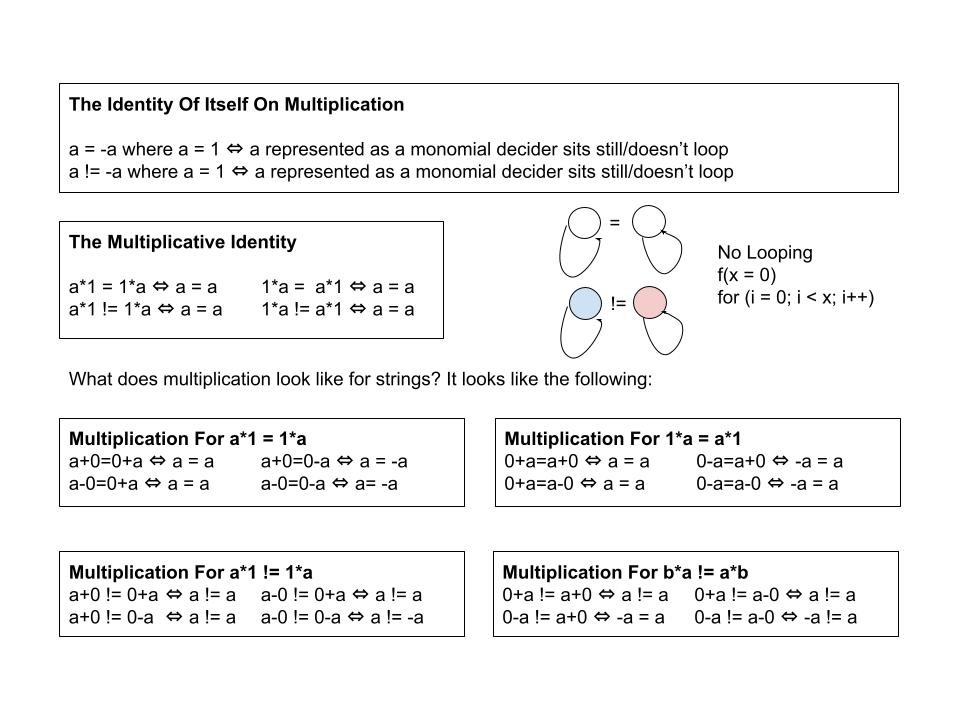 The Identity Of Itself On Multiplication
a = -a where a = 1 ⇔ a represented as a monomial decider sits still/doesn’t loop
a != -a where a = 1 ⇔ a represented as a monomial decider sits still/doesn’t loop
The Multiplicative Identity
a*1 = 1*a ⇔ a = a 1*a = a*1 ⇔ a = a
a*1 != 1*a ⇔ a = a 1*a != a*1 ⇔ a = a
=
!=
No Looping
f(x = 0)
for (i = 0; i < x; i++)
What does multiplication look like for strings? It looks like the following:
Multiplication For a*1 = 1*a
a+0=0+a ⇔ a = a a+0=0-a ⇔ a = -a
a-0=0+a ⇔ a = a a-0=0-a ⇔ a= -a
Multiplication For 1*a = a*1
0+a=a+0 ⇔ a = a 0-a=a+0 ⇔ -a = a
0+a=a-0 ⇔ a = a 0-a=a-0 ⇔ -a = a
Multiplication For a*1 != 1*a
a+0 != 0+a ⇔ a != a a-0 != 0+a ⇔ a != a
a+0 != 0-a ⇔ a != a a-0 != 0-a ⇔ a != -a
Multiplication For b*a != a*b
0+a != a+0 ⇔ a != a 0+a != a-0 ⇔ a != a
0-a != a+0 ⇔ -a = a 0-a != a-0 ⇔ -a != a